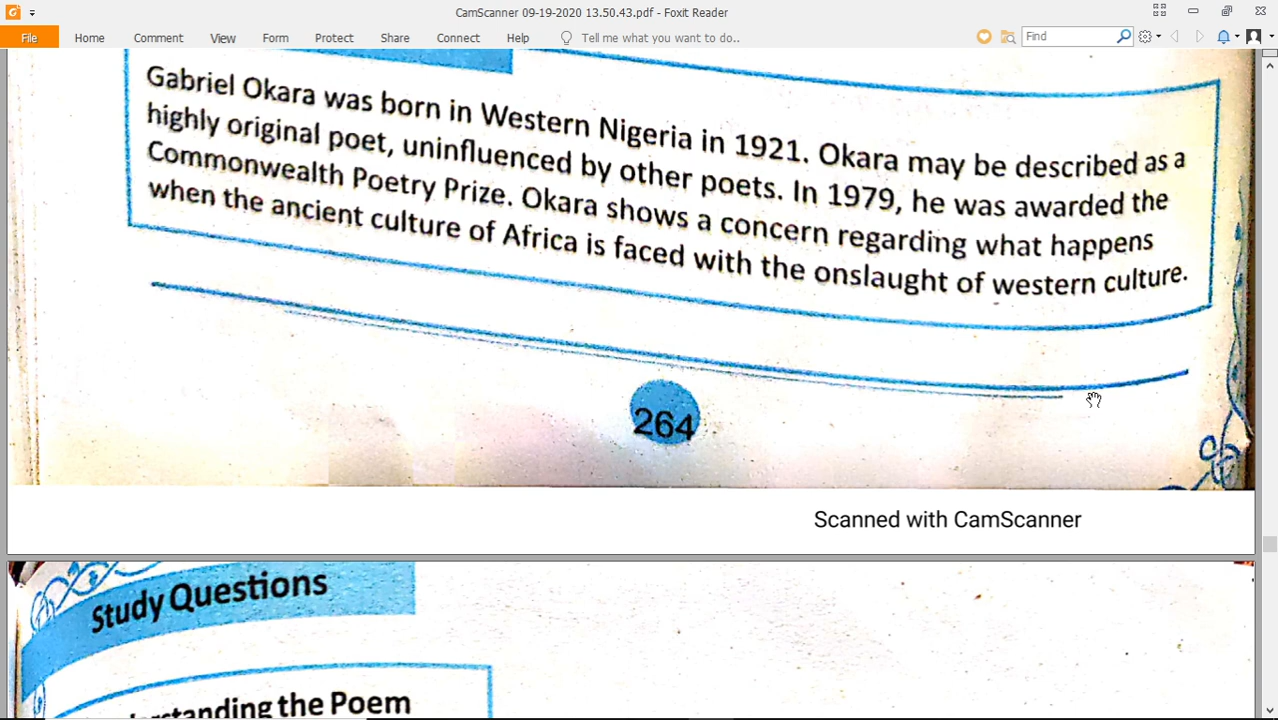 CamScanner 09-19-2020 13.50.43.pdf - Foxit Reader
File Home Comment View Form Protect Share Connect Help Tell me what you want to do.. Find
Gabriel Okara was born in Western Nigeria in 1921. Okara may be described as a
highly original poet, uninfluenced by other poets. In 1979, he was awarded the
Commonwealth Poetry Prize. Okara shows a concern regarding what happens
when the ancient culture of Africa is faced with the onslaught of western culture.
264
Scanned with CamScanner
Study Questions
the Poem